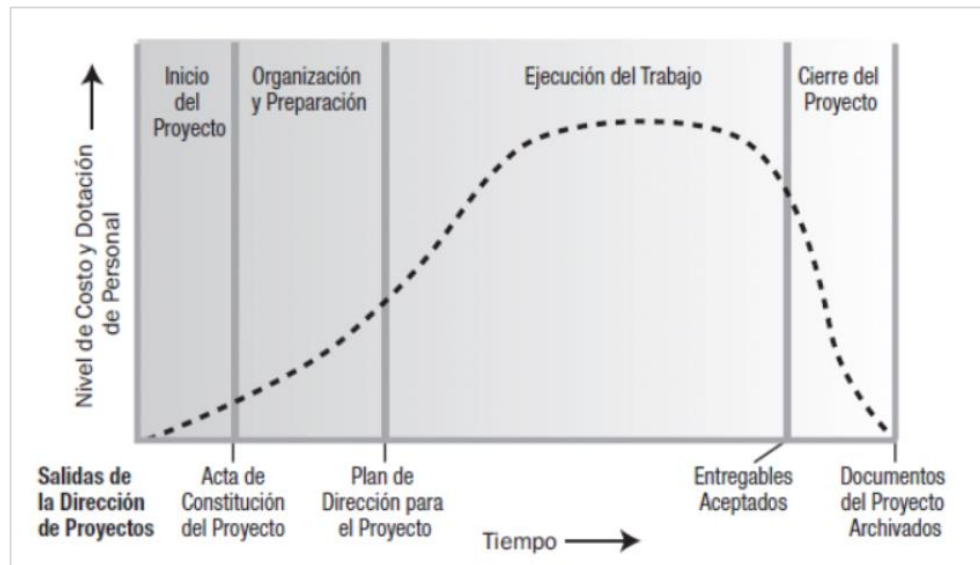 Inicio
del
Proyecto
Organización
y Preparación
Ejecución del Trabajo
Cierre del
Proyecto
Nivel de Costo y Dotación
de Personal
Salidas de
la Dirección
de Proyectos
Acta de
Constitución
del Proyecto
Plan de
Dirección para
el Proyecto
Entregables
Aceptados
Documentos
del Proyecto
Archivados
Tiempo